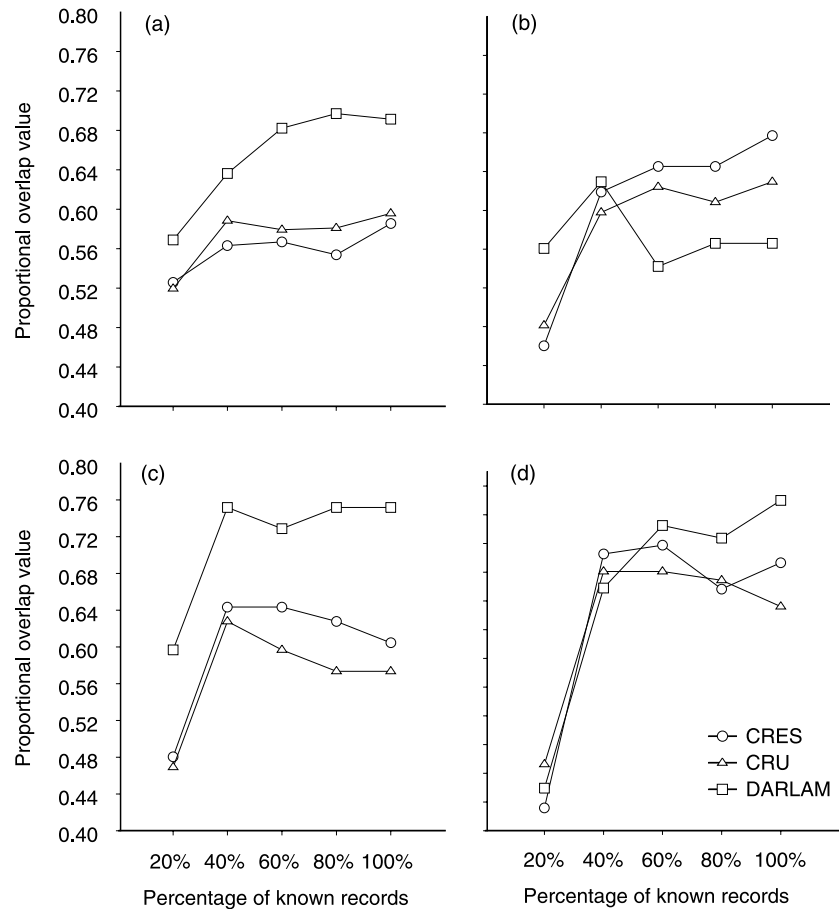 (a)
(b)
Proportional overlap value
0.80
0.76
0.72
0.68
0.64
0.60
0.56
0.52
0.48
0.44
0.40
(c)
(d)
Proportional overlap value
0.80
0.76
0.72
0.68
0.64
0.60
0.56
0.52
0.48
0.44
0.40
CRES
CRU
DARLAM
20% 40% 60% 80% 100%
20% 40% 60% 80% 100%
Percentage of known records
Percentage of known records